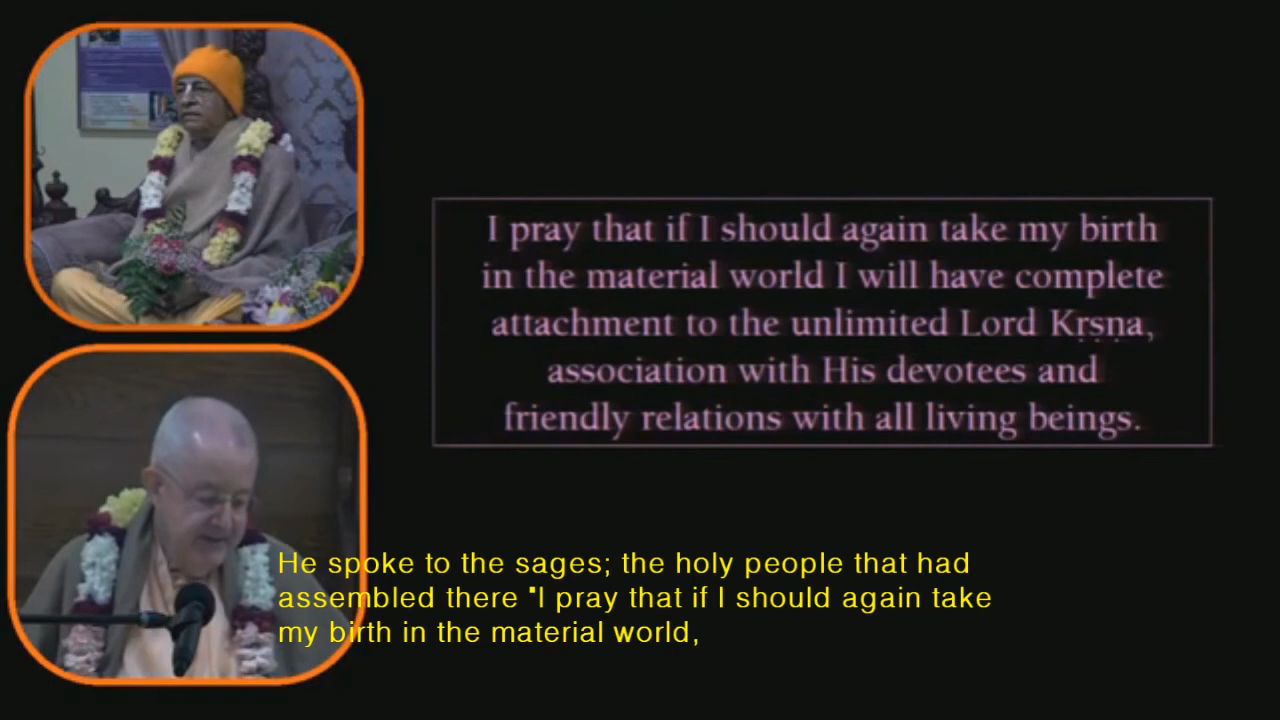 I pray that if I should again take my birth
in the material world I will have complete
attachment to the unlimited Lord Kṛṣṇa,
association with His devotees and
friendly relations with all living beings.
He spoke to the sages; the holy people that had
assembled there "I pray that if I should again take
my birth in the material world,